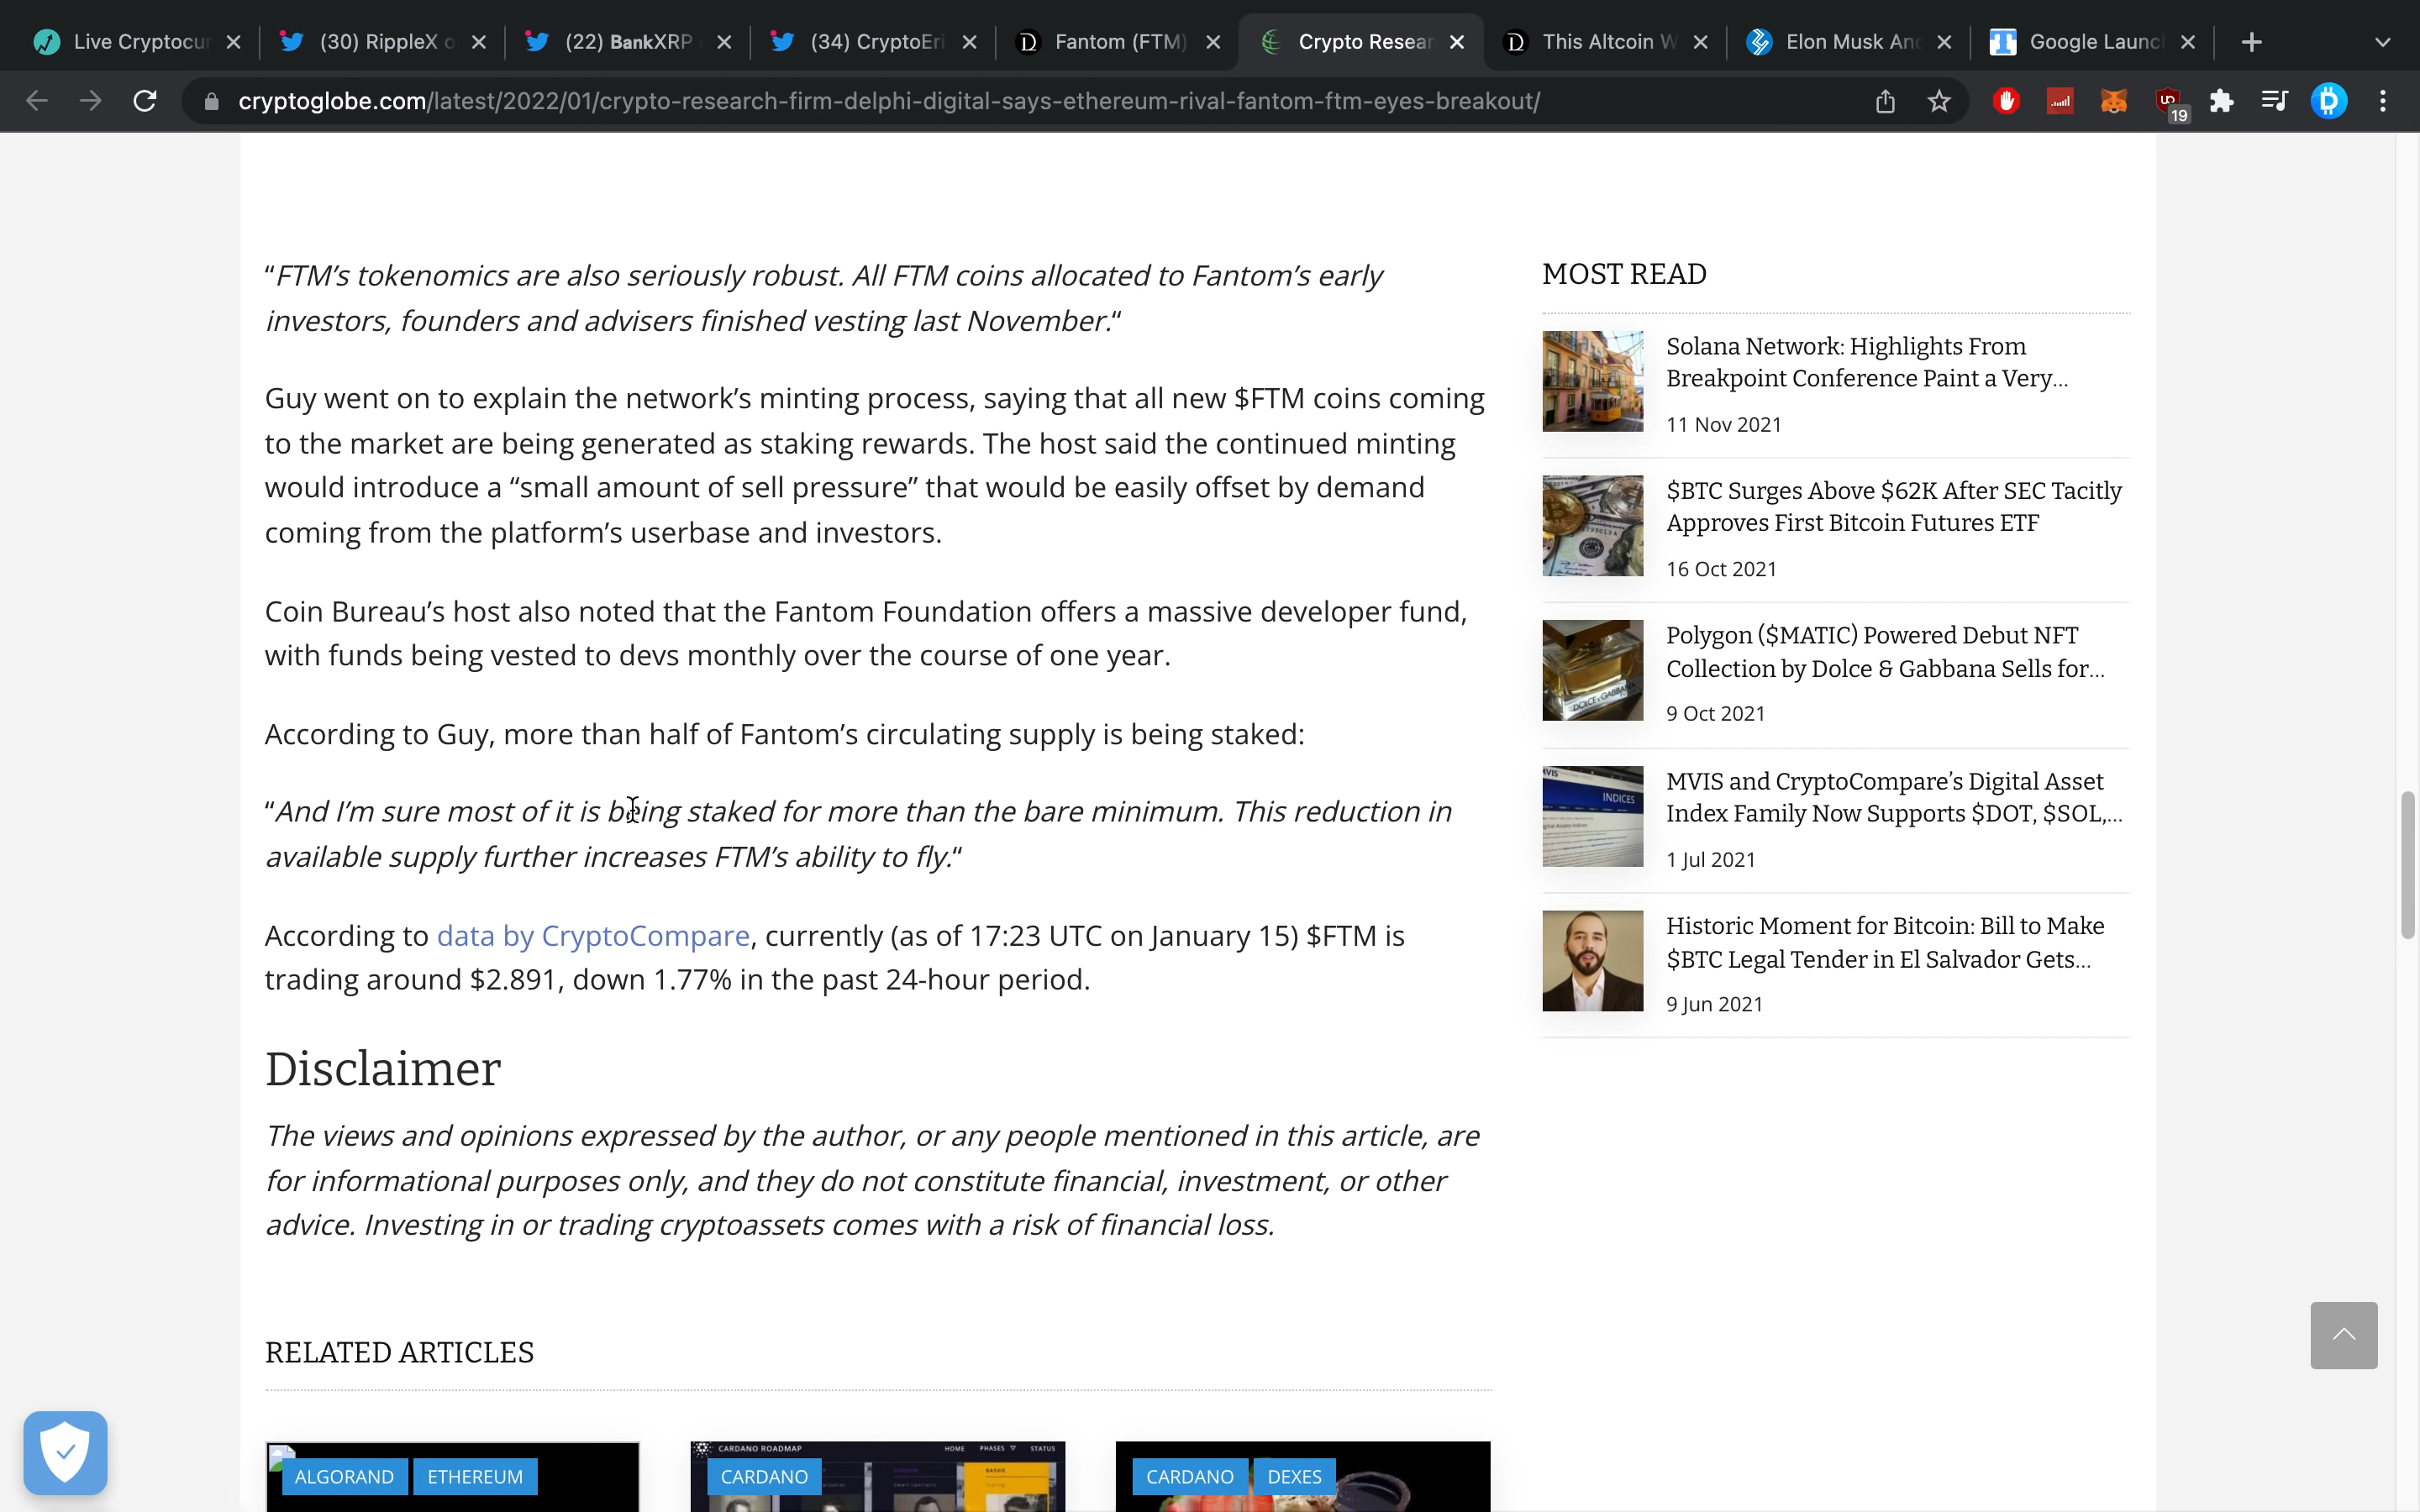 Live Cryptocur
(30) RippleX o
(22) BankXRP
(34) CryptoEri
Fantom (FTM)
Crypto Resear
This Altcoin W
Elon Musk And
Google Launc
cryptoglobe.com/latest/2022/01/crypto-research-firm-delphi-digital-says-ethereum-rival-fantom-ftm-eyes-breakout/
19
“FTM’s tokenomics are also seriously robust. All FTM coins allocated to Fantom’s early
investors, founders and advisers finished vesting last November.“
Guy went on to explain the network’s minting process, saying that all new $FTM coins coming
to the market are being generated as staking rewards. The host said the continued minting
would introduce a “small amount of sell pressure” that would be easily offset by demand
coming from the platform’s userbase and investors.
Coin Bureau’s host also noted that the Fantom Foundation offers a massive developer fund,
with funds being vested to devs monthly over the course of one year.
According to Guy, more than half of Fantom’s circulating supply is being staked:
“And I’m sure most of it is being staked for more than the bare minimum. This reduction in
available supply further increases FTM’s ability to fly.“
According to data by CryptoCompare, currently (as of 17:23 UTC on January 15) $FTM is
trading around $2.891, down 1.77% in the past 24-hour period.
Disclaimer
The views and opinions expressed by the author, or any people mentioned in this article, are
for informational purposes only, and they do not constitute financial, investment, or other
advice. Investing in or trading cryptoassets comes with a risk of financial loss.
RELATED ARTICLES
ALGORAND
ETHEREUM
CARDANO ROADMAP
HOME PHASES STATUS
CARDANO
BASHO
CARDANO
DEXES
MOST READ
Solana Network: Highlights From
Breakpoint Conference Paint a Very...
11 Nov 2021
$BTC Surges Above $62K After SEC Tacitly
Approves First Bitcoin Futures ETF
16 Oct 2021
Polygon ($MATIC) Powered Debut NFT
Collection by Dolce & Gabbana Sells for...
9 Oct 2021
DOLCE & GABBANA
MVIS and CryptoCompare’s Digital Asset
Index Family Now Supports $DOT, $SOL,...
1 Jul 2021
MVIS
INDICES
Historic Moment for Bitcoin: Bill to Make
$BTC Legal Tender in El Salvador Gets...
9 Jun 2021